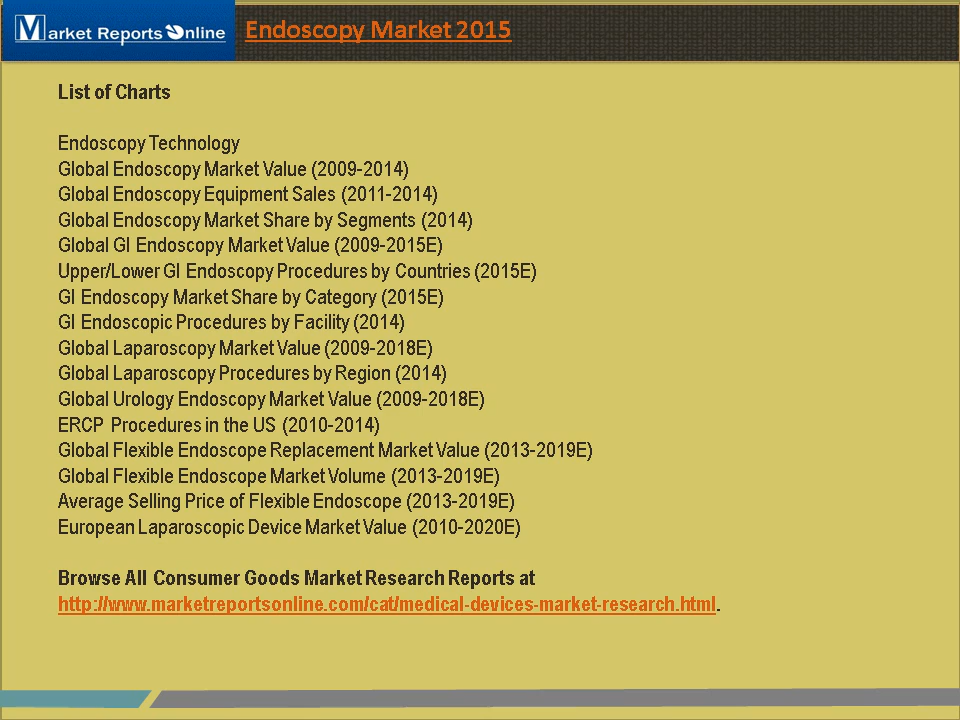 Market Reports Online
Endoscopy Market 2015
List of Charts
Endoscopy Technology
Global Endoscopy Market Value (2009-2014)
Global Endoscopy Equipment Sales (2011-2014)
Global Endoscopy Market Share by Segments (2014)
Global GI Endoscopy Market Value (2009-2015E)
Upper/Lower GI Endoscopy Procedures by Countries (2015E)
GI Endoscopy Market Share by Category (2015E)
GI Endoscopic Procedures by Facility (2014)
Global Laparoscopy Market Value (2009-2018E)
Global Laparoscopy Procedures by Region (2014)
Global Urology Endoscopy Market Value (2009-2018E)
ERCP Procedures in the US (2010-2014)
Global Flexible Endoscope Replacement Market Value (2013-2019E)
Global Flexible Endoscope Market Volume (2013-2019E)
Average Selling Price of Flexible Endoscope (2013-2019E)
European Laparoscopic Device Market Value (2010-2020E)
Browse All Consumer Goods Market Research Reports at
http://www.marketreportsonline.com/cat/medical-devices-market-research.html.